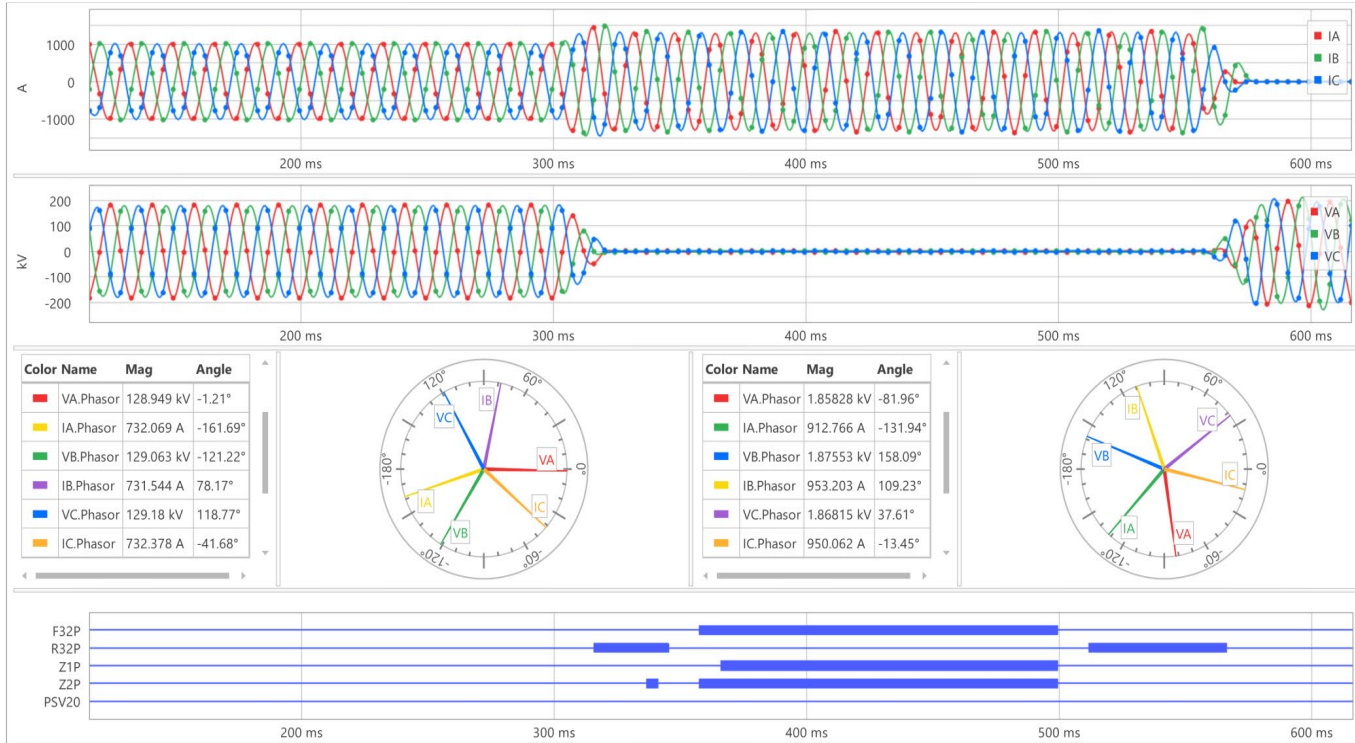 1000
0
-1000
A
IA
IB
IC
200 ms 300 ms 400 ms 500 ms 600 ms
200
100
0
-100
-200
kV
VA
VB
VC
200 ms 300 ms 400 ms 500 ms 600 ms
Color Name Mag Angle
VA.Phasor 128.949 kV -1.21°
IA.Phasor 732.069 A -161.69°
VB.Phasor 129.063 kV -121.22°
IB.Phasor 731.544 A 78.17°
VC.Phasor 129.18 kV 118.77°
IC.Phasor 732.378 A -41.68°
120° 60°
IB
VC
VA
-180° 0°
IA
IC
VB
-120° -60°
Color Name Mag Angle
VA.Phasor 1.85828 kV -81.96°
IA.Phasor 912.766 A -131.94°
VB.Phasor 1.87553 kV 158.09°
IB.Phasor 953.203 A 109.23°
VC.Phasor 1.86815 kV 37.61°
IC.Phasor 950.062 A -13.45°
120° 60°
IB
VC
VB
IC
-180° 0°
IA
VA
-120° -60°
F32P
R32P
Z1P
Z2P
PSV20
200 ms 300 ms 400 ms 500 ms 600 ms